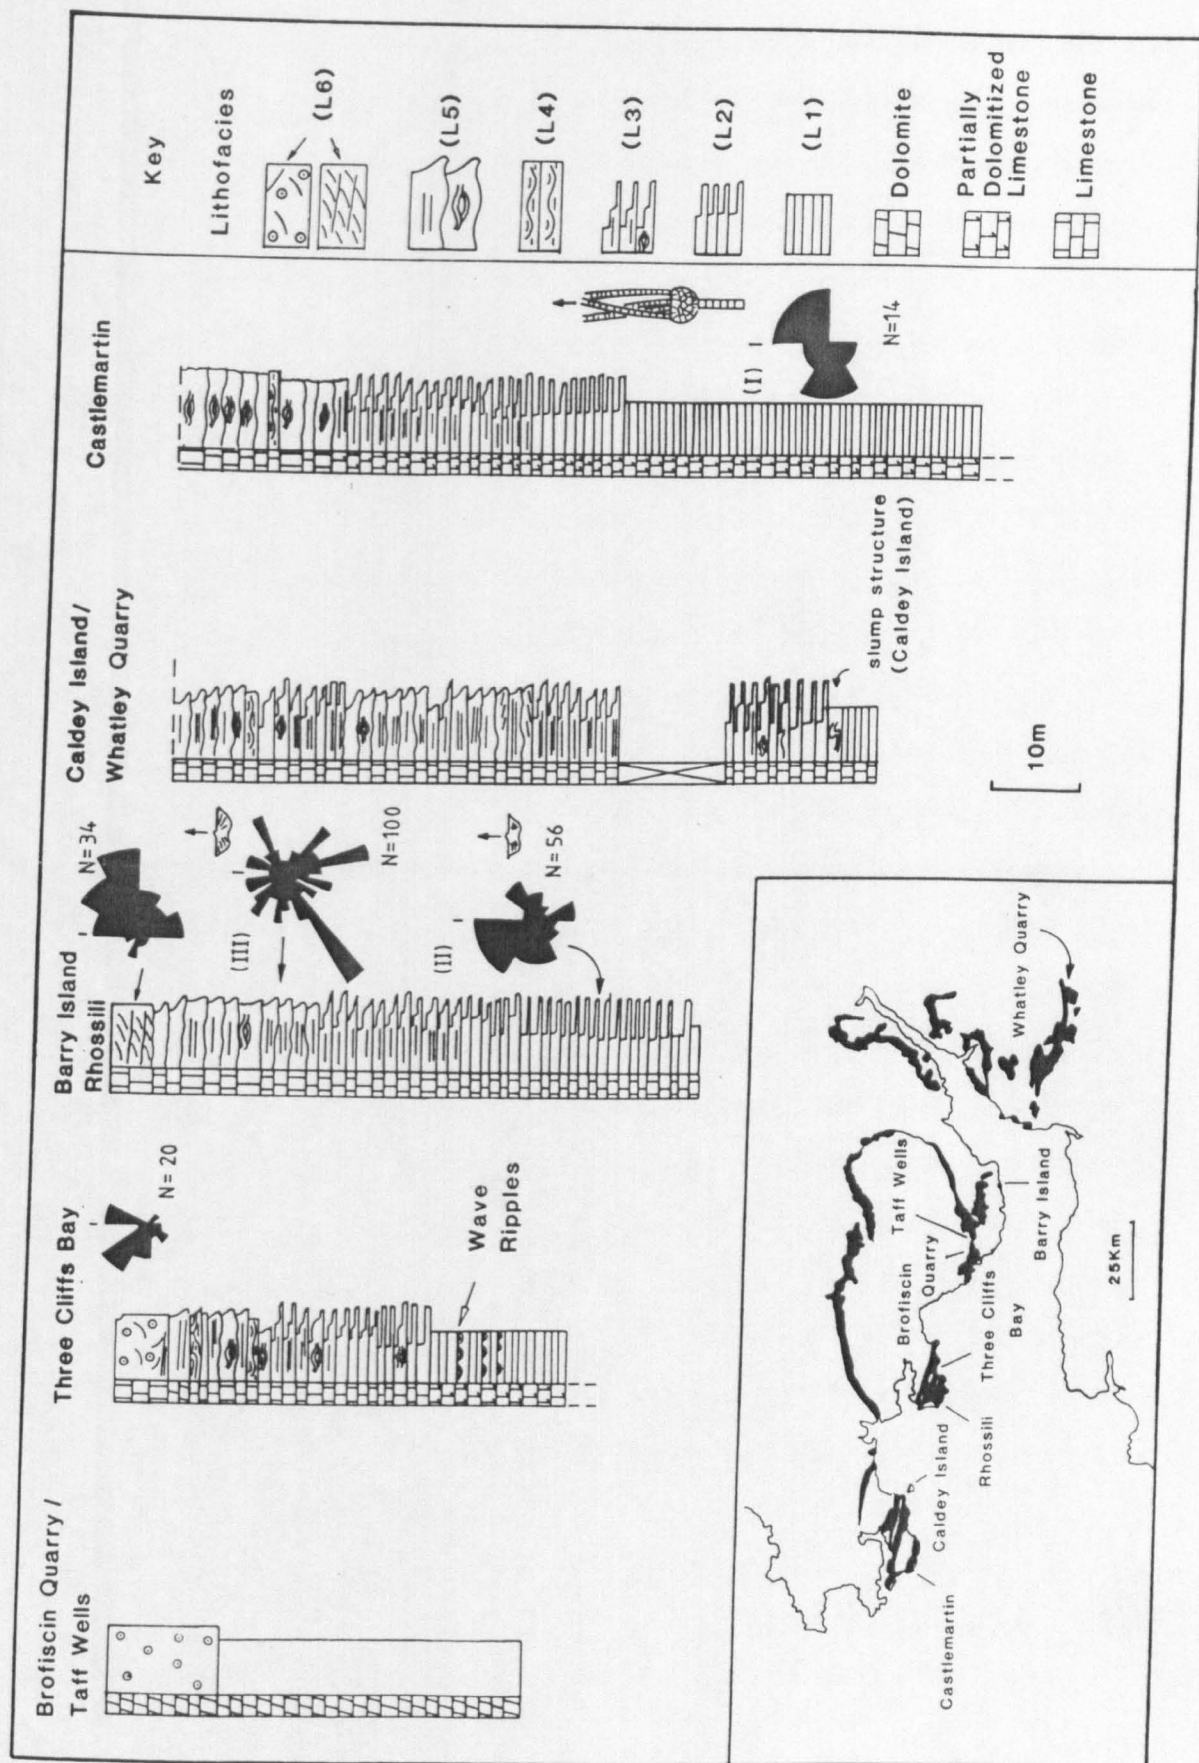 Brofiscin Quarry /
Taff Wells
Three Cliffs Bay
N= 20
Wave
Ripples
Barry Island
Rhossili
N= 34
(III)
N=100
(II)
N=56
Caldey Island/
Whatley Quarry
slump structure
(Caldey Island)
10m
Castlemartin
(I)
N=14
Key
Lithofacies
(L6)
(L5)
(L4)
(L3)
(L2)
(L1)
Dolomite
Partially
Dolomitized
Limestone
Limestone
Castlemartin
Caldey Island
Rhossili
Three Cliffs
Bay
Brofiscin
Quarry
Taff Wells
Barry Island
Whatley Quarry
25Km